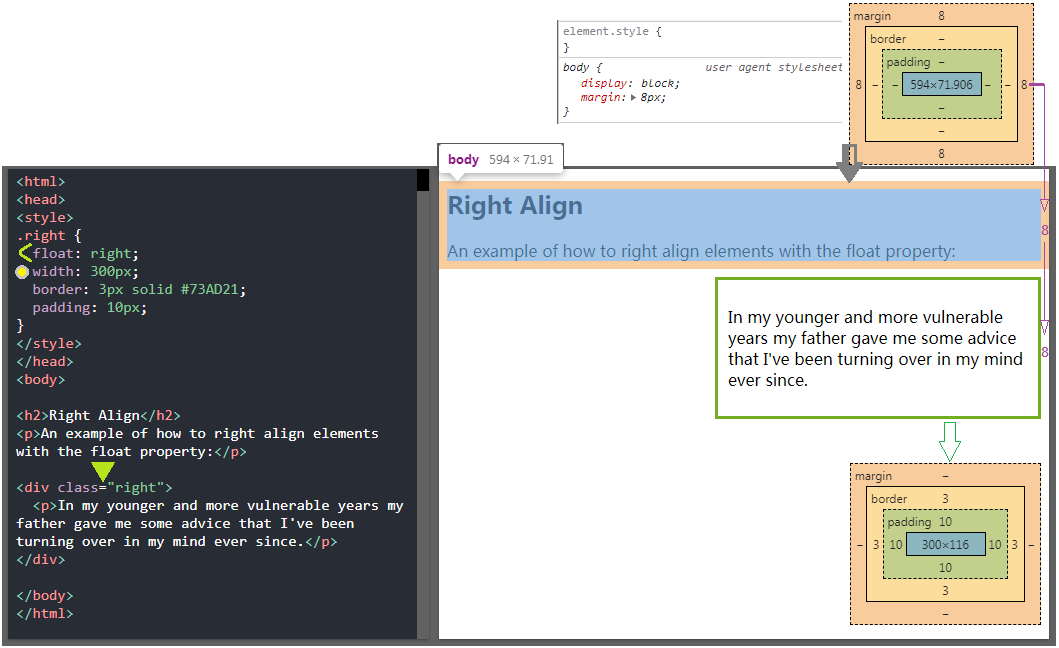 element.style {
}
body {    user agent stylesheet
display: block;
margin: 8px;
}
margin 8
border –
padding –
8 – – 594×71.906 – – 8
–
–
8
body 594 × 71.91
<html>
<head>
<style>
.right {
float: right;
width: 300px;
border: 3px solid #73AD21;
padding: 10px;
}
</style>
</head>
<body>
<h2>Right Align</h2>
<p>An example of how to right align elements
with the float property:</p>
<div class="right">
<p>In my younger and more vulnerable years my
father gave me some advice that I've been
turning over in my mind ever since.</p>
</div>
</body>
</html>
Right Align
An example of how to right align elements with the float property:
8
In my younger and more vulnerable
years my father gave me some advice
that I've been turning over in my mind
ever since.
8
margin –
border 3
padding 10
– 3 10 300×116 10 3 –
10
3
–